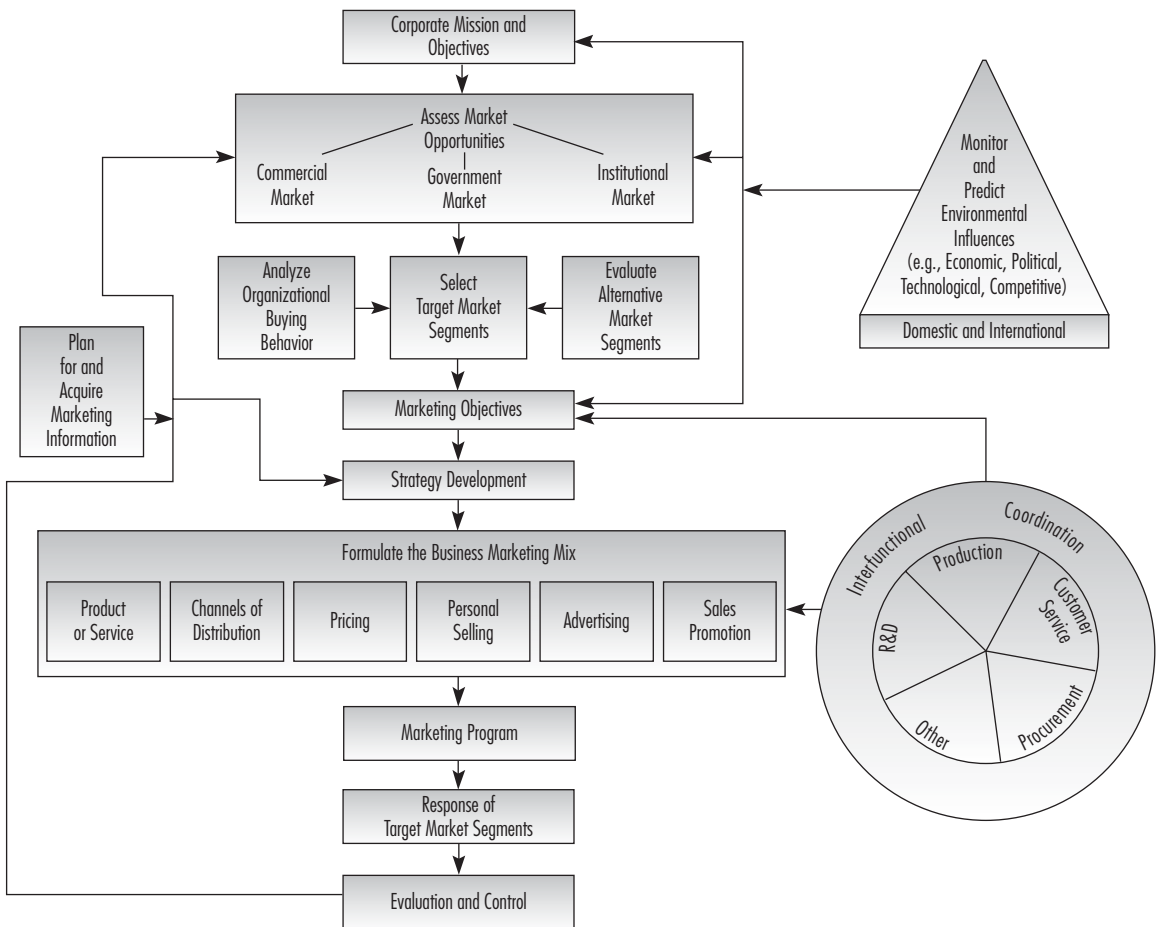 Corporate Mission and
Objectives
Assess Market
Opportunities
Commercial
Market
Government
Market
Institutional
Market
Monitor
and
Predict
Environmental
Influences
(e.g., Economic, Political,
Technological, Competitive)
Domestic and International
Analyze
Organizational
Buying
Behavior
Select
Target Market
Segments
Evaluate
Alternative
Market
Segments
Plan
for and
Acquire
Marketing
Information
Marketing Objectives
Strategy Development
Formulate the Business Marketing Mix
Product
or Service
Channels of
Distribution
Pricing
Personal
Selling
Advertising
Sales
Promotion
Interfunctional
Coordination
Production
Customer
Service
R&D
Other
Procurement
Marketing Program
Response of
Target Market Segments
Evaluation and Control